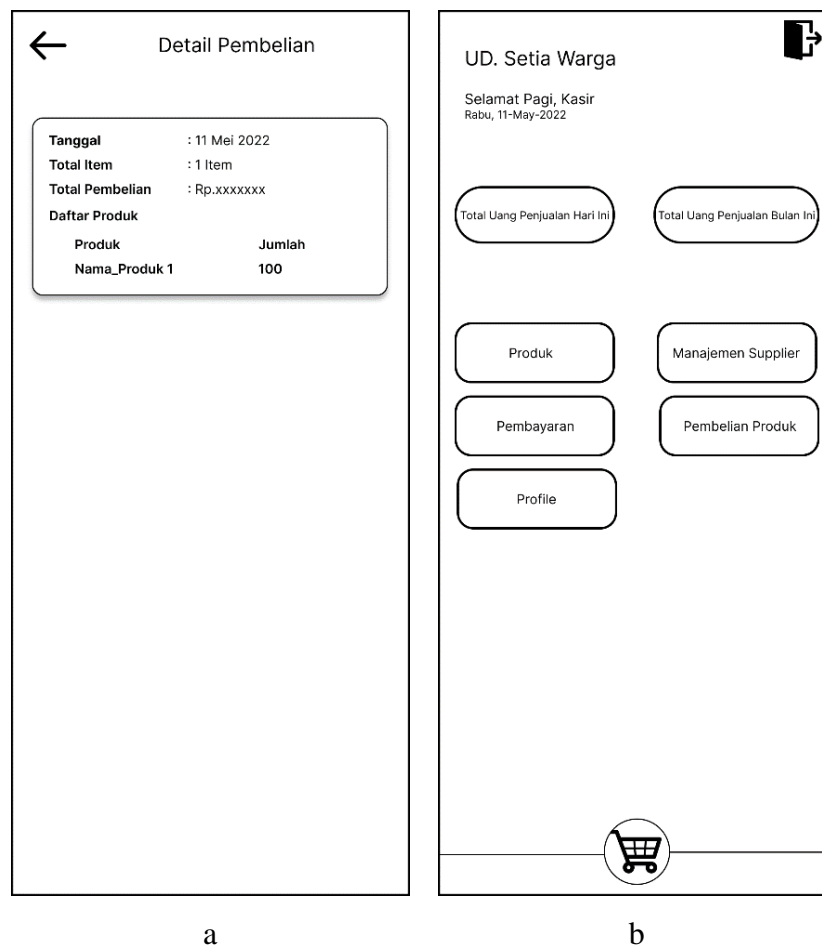 Detail Pembelian
Tanggal : 11 Mei 2022
Total Item : 1 Item
Total Pembelian : Rp.xxxxxxx
Daftar Produk
Produk Jumlah
Nama_Produk 1 100
a
UD. Setia Warga
Selamat Pagi, Kasir
Rabu, 11-May-2022
Total Uang Penjualan Hari Ini Total Uang Penjualan Bulan Ini
Produk Manajemen Supplier
Pembayaran Pembelian Produk
Profile
b